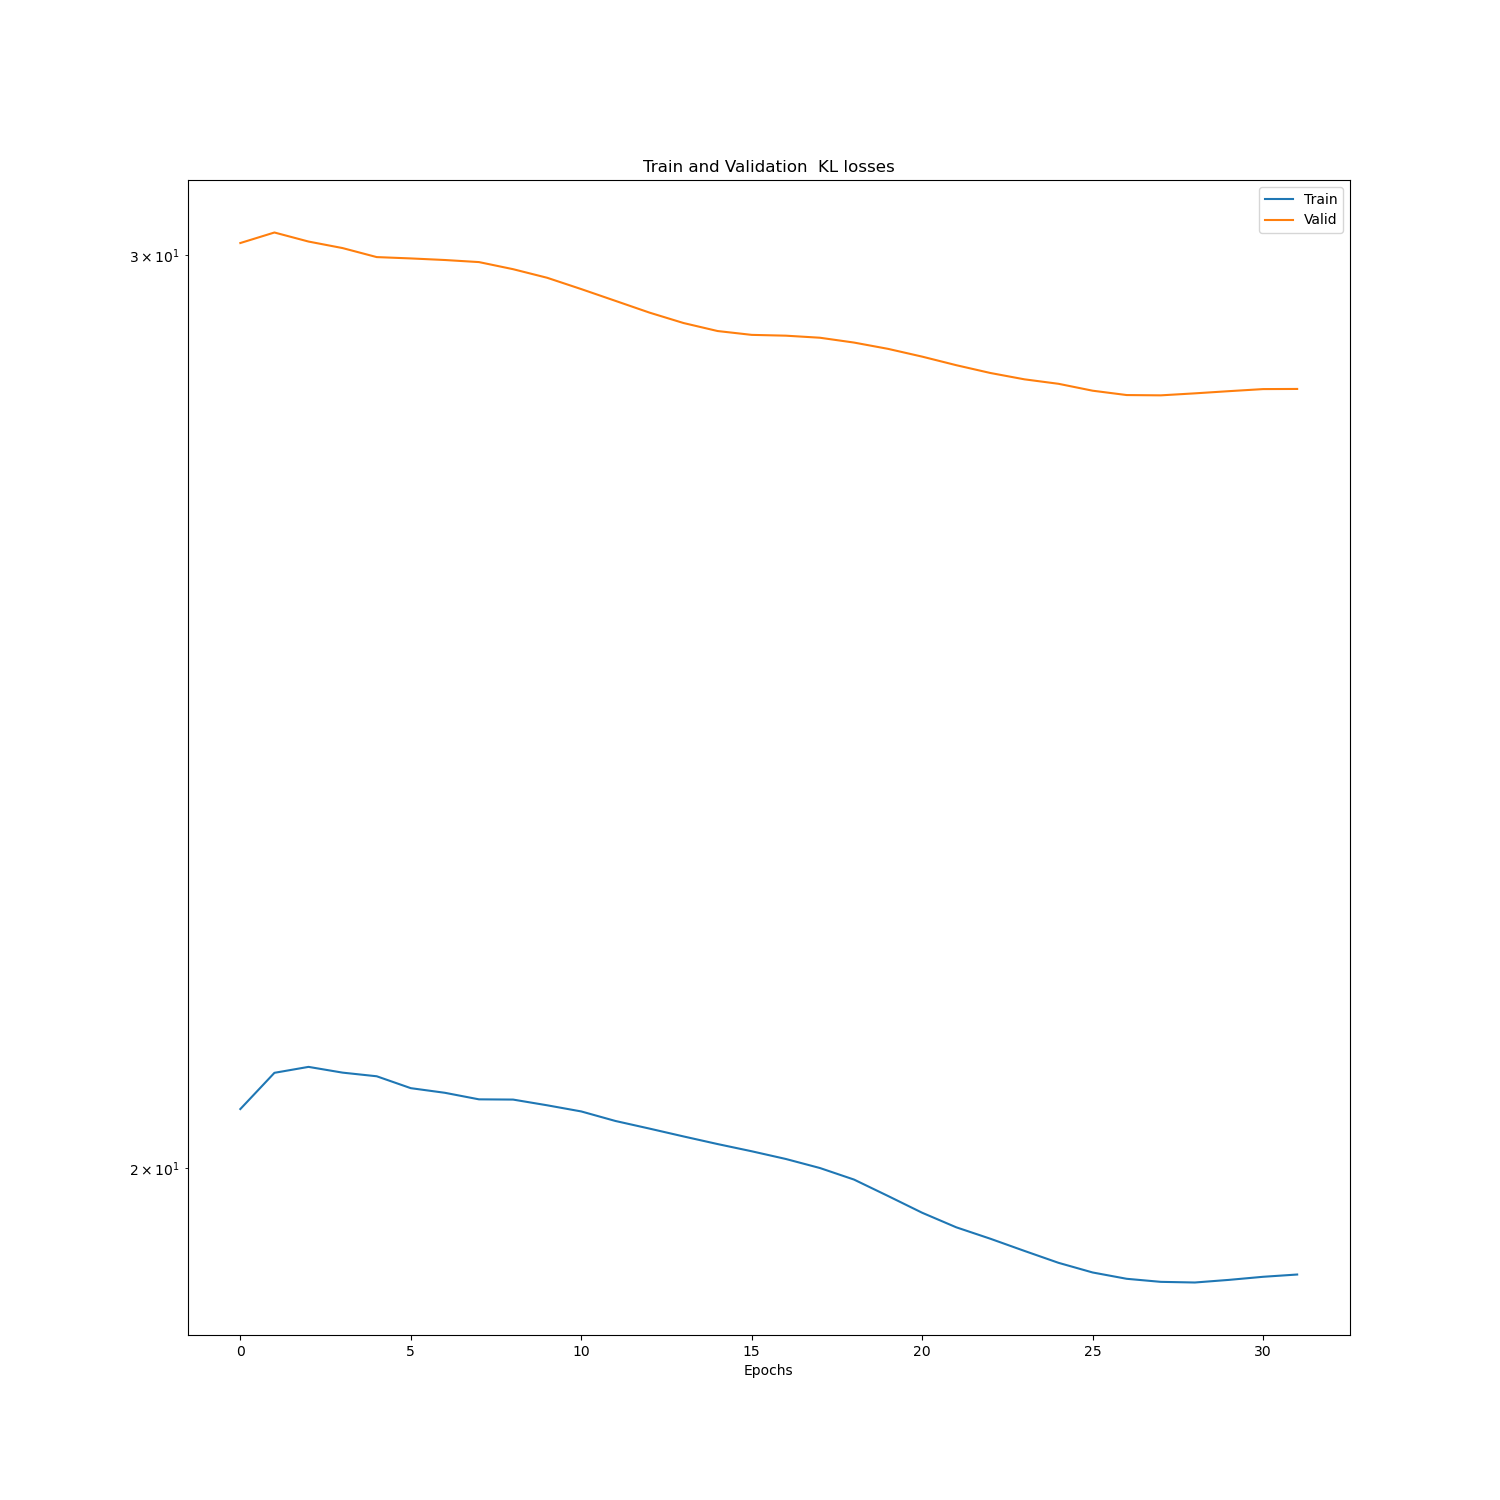 Train and Validation  KL losses
Train
Valid
3 × 10¹
2 × 10¹
0 5 10 15 20 25 30
Epochs